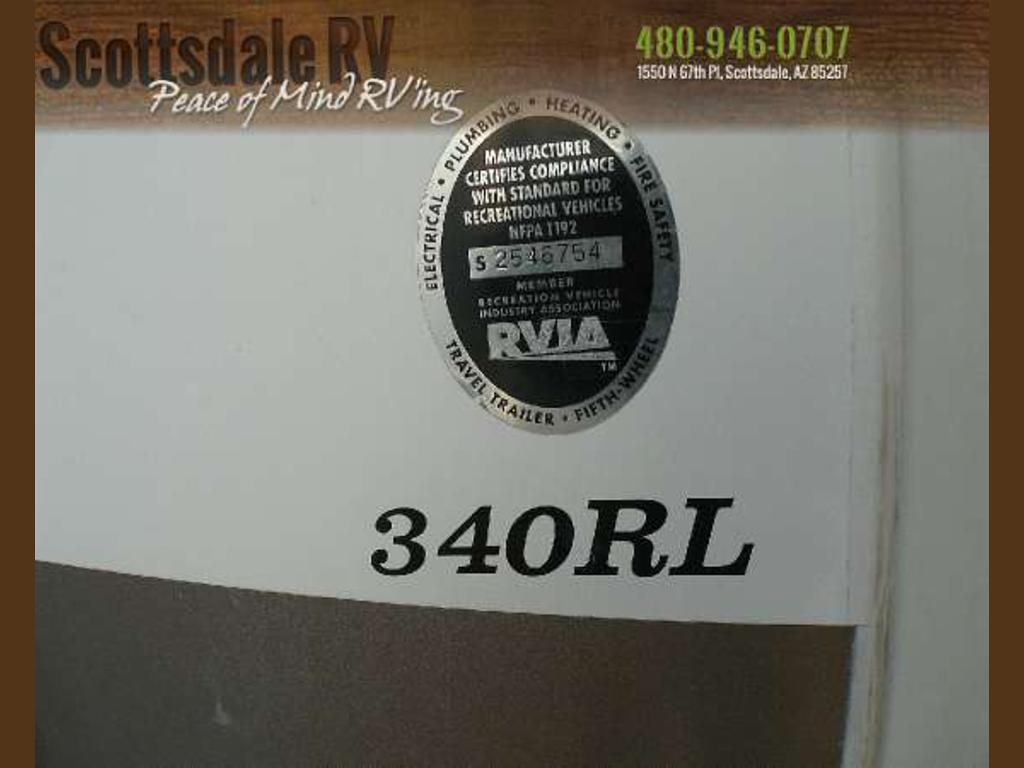 Scottsdale RV
Peace of Mind RV'ing
480-946-0707
1550 N 67th Pl, Scottsdale, AZ 85257
ELECTRICAL • PLUMBING • HEATING • FIRE SAFETY
MANUFACTURER
CERTIFIES COMPLIANCE
WITH STANDARD FOR
RECREATIONAL VEHICLES
NFPA 1192
S 2546754
MEMBER
RECREATION VEHICLE
INDUSTRY ASSOCIATION
RVIA
TM
TRAVEL TRAILER • FIFTH-WHEEL
340RL